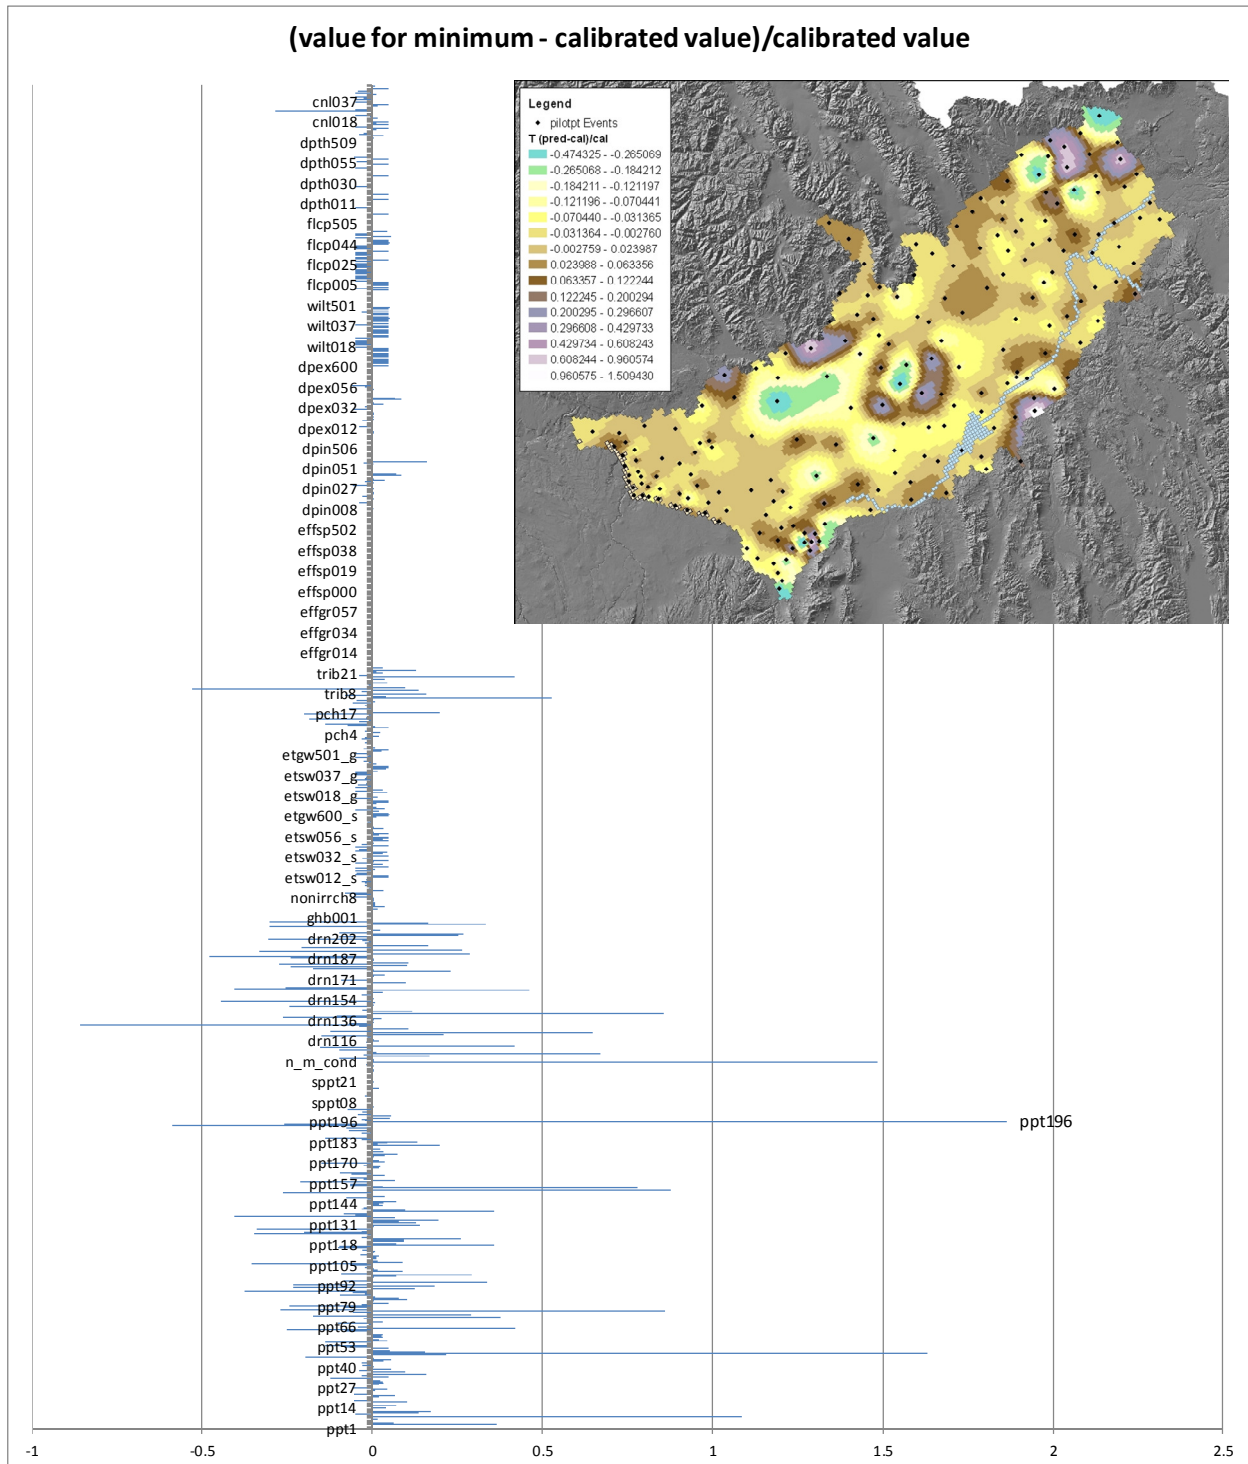 (value for minimum - calibrated value)/calibrated value
Legend
pilotpt Events
T (pred-cal)/cal
-0.474325 - -0.265069
-0.265068 - -0.184212
-0.184211 - -0.121197
-0.121196 - -0.070441
-0.070440 - -0.031365
-0.031364 - -0.002760
-0.002759 - 0.023987
0.023988 - 0.063356
0.063357 - 0.122244
0.122245 - 0.200294
0.200295 - 0.296607
0.296608 - 0.429733
0.429734 - 0.608243
0.608244 - 0.960574
0.960575 - 1.509430
cnl037
cnl018
dpth509
dpth055
dpth030
dpth011
flcp505
flcp044
flcp025
flcp005
wilt501
wilt037
wilt018
dpex600
dpex056
dpex032
dpex012
dpin506
dpin051
dpin027
dpin008
effsp502
effsp038
effsp019
effsp000
effgr057
effgr034
effgr014
trib21
trib8
pch17
pch4
etgw501_g
etsw037_g
etsw018_g
etgw600_s
etsw056_s
etsw032_s
etsw012_s
nonirrch8
ghb001
drn202
drn187
drn171
drn154
drn136
drn116
n_m_cond
sppt21
sppt08
ppt196
ppt196
ppt183
ppt170
ppt157
ppt144
ppt131
ppt118
ppt105
ppt92
ppt79
ppt66
ppt53
ppt40
ppt27
ppt14
ppt1
-1 -0.5 0 0.5 1 1.5 2 2.5